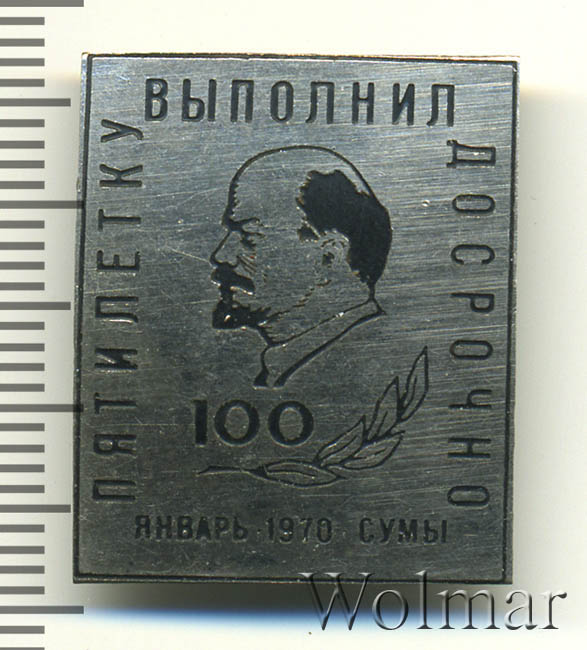 ПЯТИЛЕТКУ
ВЫПОЛНИЛ
ДОСРОЧНО
100
ЯНВАРЬ 1970 СУМЫ
Wolmar